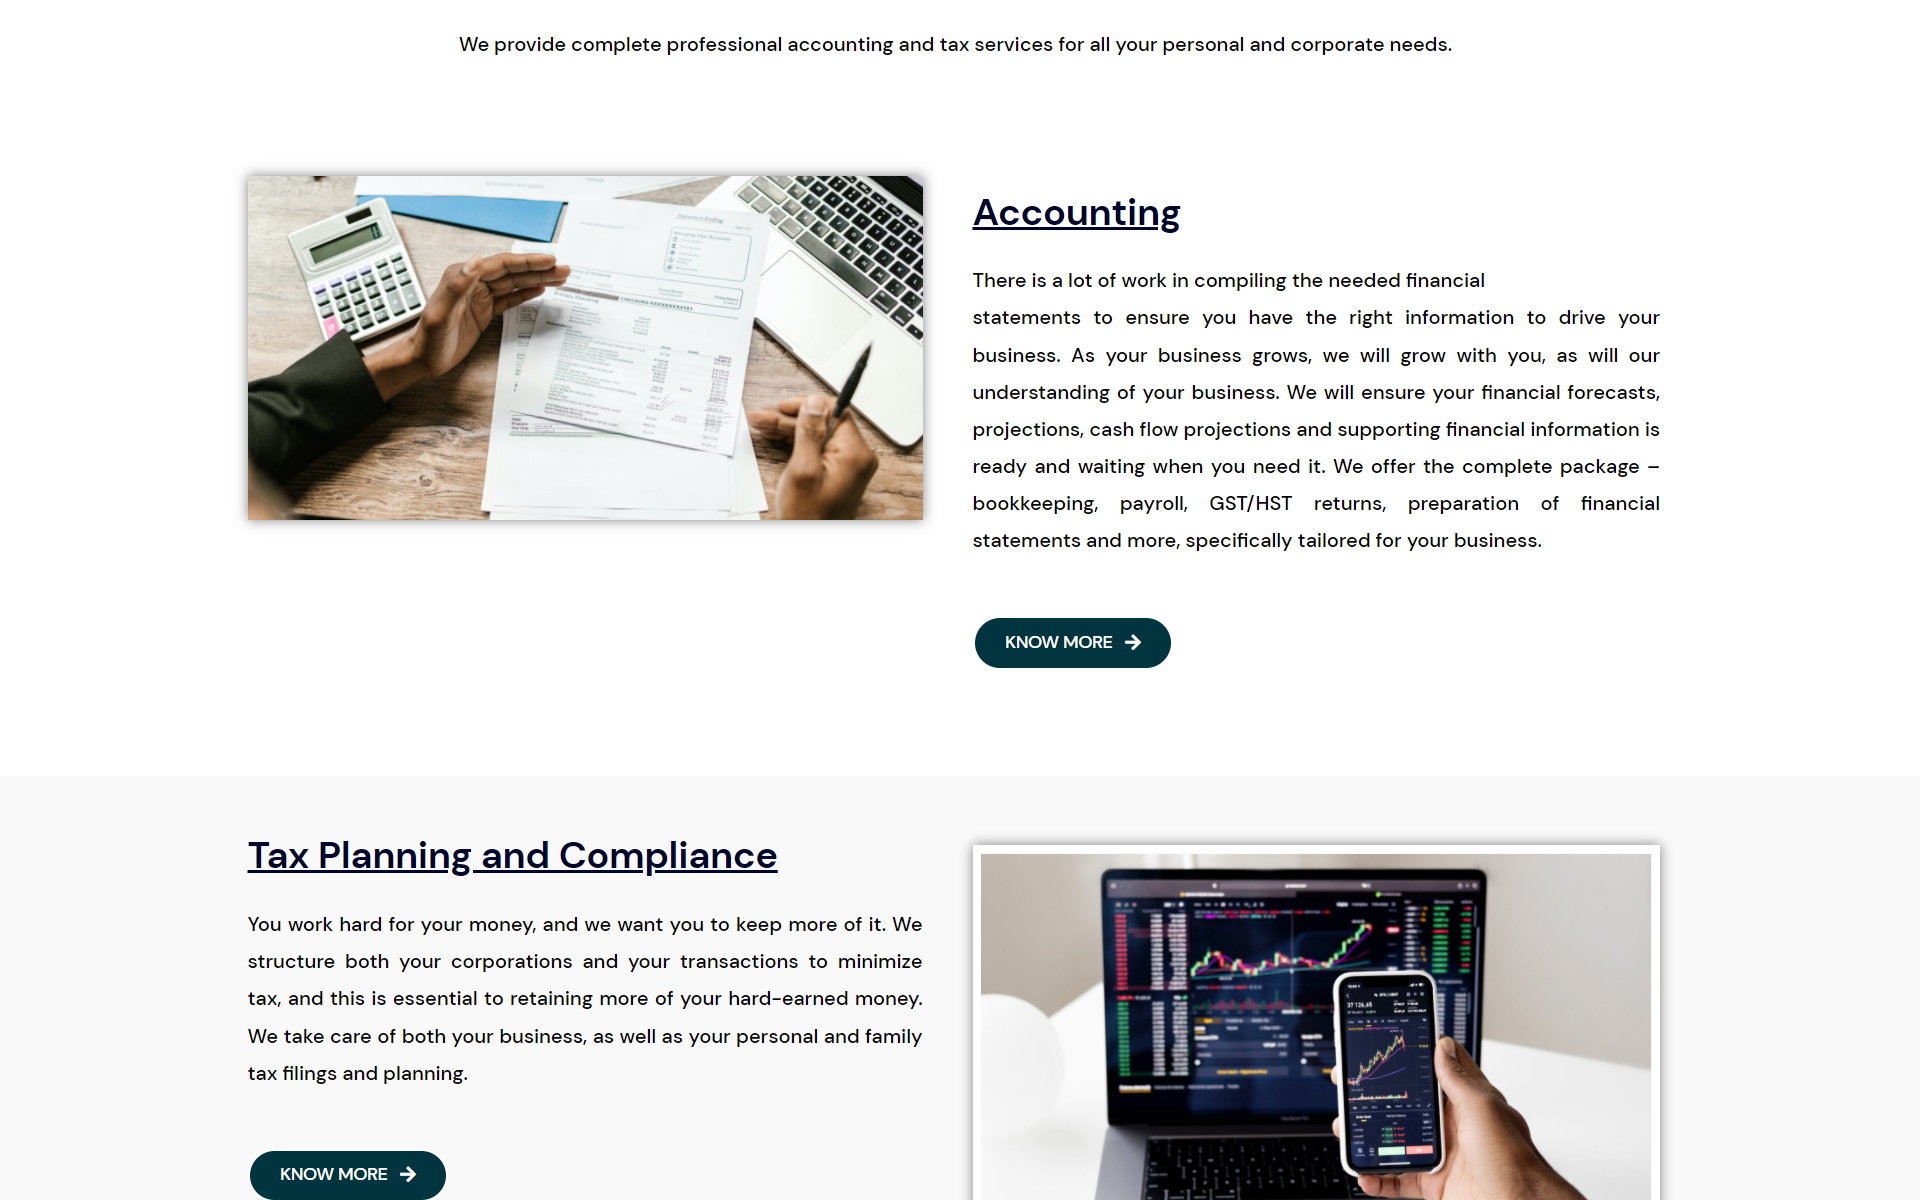 We provide complete professional accounting and tax services for all your personal and corporate needs.
Accounting
There is a lot of work in compiling the needed financial
statements to ensure you have the right information to drive your
business. As your business grows, we will grow with you, as will our
understanding of your business. We will ensure your financial forecasts,
projections, cash flow projections and supporting financial information is
ready and waiting when you need it. We offer the complete package –
bookkeeping, payroll, GST/HST returns, preparation of financial
statements and more, specifically tailored for your business.
KNOW MORE
Tax Planning and Compliance
You work hard for your money, and we want you to keep more of it. We
structure both your corporations and your transactions to minimize
tax, and this is essential to retaining more of your hard-earned money.
We take care of both your business, as well as your personal and family
tax filings and planning.
KNOW MORE